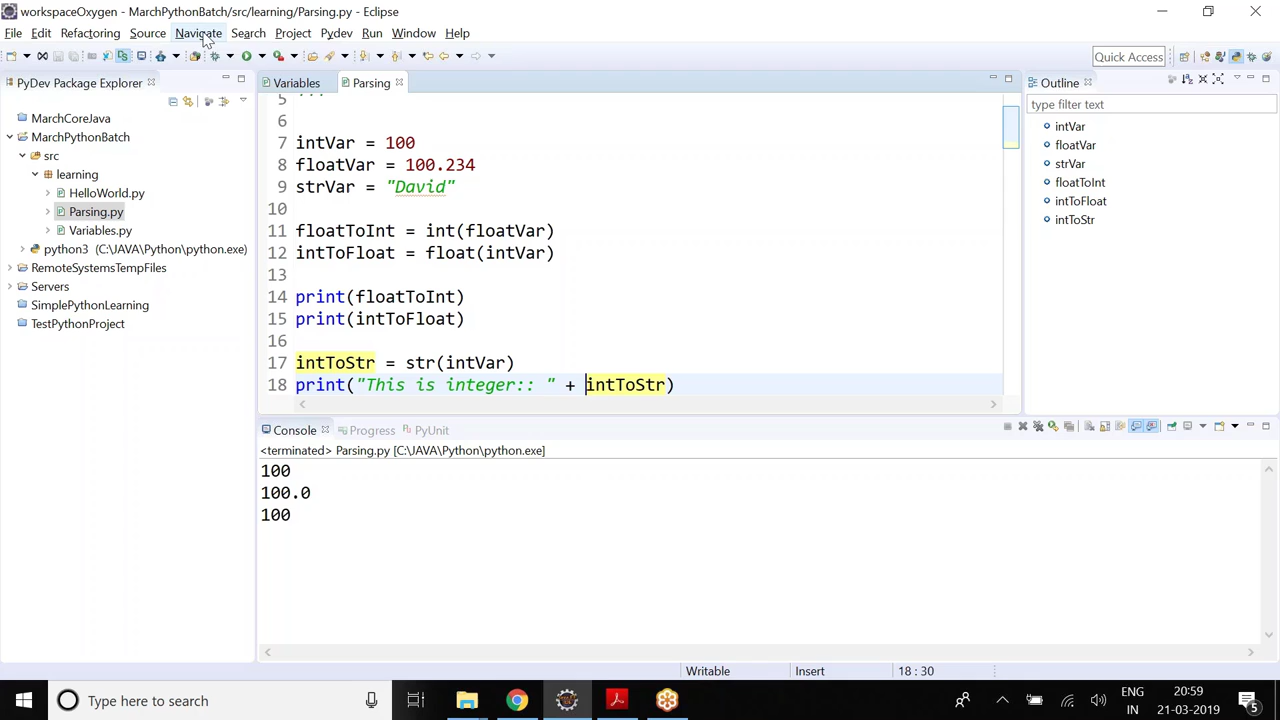 workspaceOxygen - MarchPythonBatch/src/learning/Parsing.py - Eclipse
File Edit Refactoring Source Navigate Search Project Pydev Run Window Help
Quick Access
PyDev Package Explorer
MarchCoreJava
MarchPythonBatch
src
learning
HelloWorld.py
Parsing.py
Variables.py
python3 (C:\JAVA\Python\python.exe)
RemoteSystemsTempFiles
Servers
SimplePythonLearning
TestPythonProject
Variables Parsing
5 '''
6
7 intVar = 100
8 floatVar = 100.234
9 strVar = "David"
10
11 floatToInt = int(floatVar)
12 intToFloat = float(intVar)
13
14 print(floatToInt)
15 print(intToFloat)
16
17 intToStr = str(intVar)
18 print("This is integer:: " + intToStr)
Outline
type filter text
intVar
floatVar
strVar
floatToInt
intToFloat
intToStr
Console Progress PyUnit
<terminated> Parsing.py [C:\JAVA\Python\python.exe]
100
100.0
100
Writable Insert 18 : 30
Type here to search
ENG
IN
20:59
21-03-2019
5